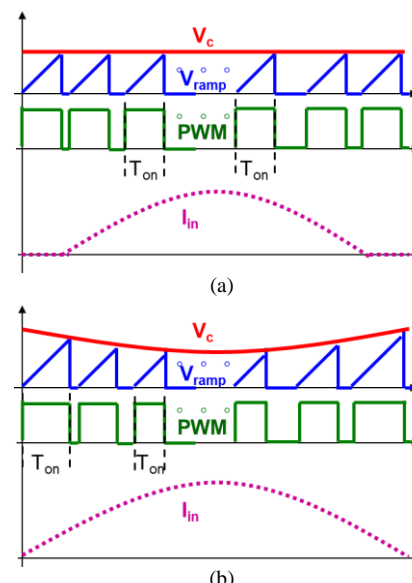 Vc
Vramp
PWM
Ton
Ton
Iin
(a)
Vc
Vramp
PWM
Ton
Ton
Iin
(b)